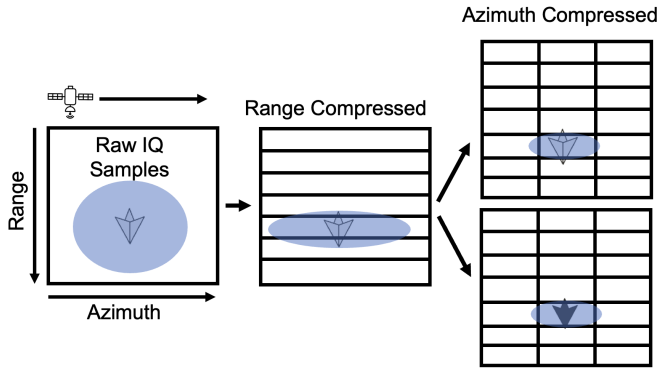 Azimuth Compressed
Range Compressed
Raw IQ
Samples
Range
Azimuth